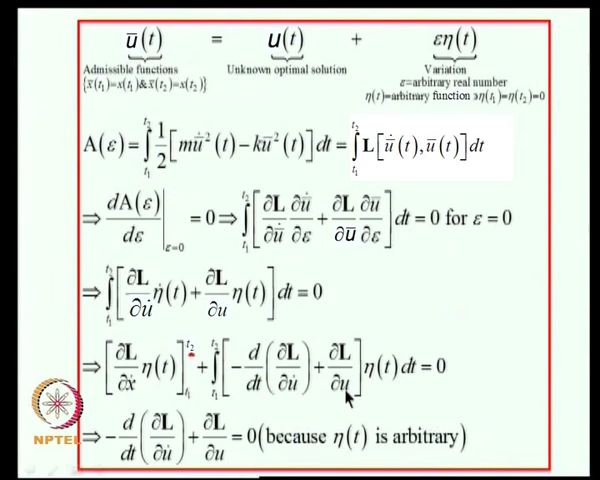 ū(t) = u(t) + εη(t)
Admissible functions Unknown optimal solution Variation
{x̄(t₁)=x(t₁)&x̄(t₂)=x(t₂)} ε=arbitrary real number
η(t)=arbitrary function ∍η(t₁)=η(t₂)=0
A(ε) = ∫_{t₁}^{t₂} 1/2 [mu̇̄²(t) − kū²(t)] dt = ∫_{t₁}^{t₂} L[u̇̄(t), ū(t)] dt
⇒ dA(ε)/dε |_{ε=0} = 0 ⇒ ∫_{t₁}^{t₂} [∂L/∂u̇̄ ∂u̇̄/∂ε + ∂L/∂ū ∂ū/∂ε] dt = 0 for ε = 0
⇒ ∫_{t₁}^{t₂} [∂L/∂u̇ η̇(t) + ∂L/∂u η(t)] dt = 0
⇒ [∂L/∂ẋ η(t)]_{t₁}^{t₂} + ∫_{t₁}^{t₂} [−d/dt (∂L/∂u̇) + ∂L/∂u] η(t) dt = 0
⇒ −d/dt (∂L/∂u̇) + ∂L/∂u = 0 (because η(t) is arbitrary)
NPTEL